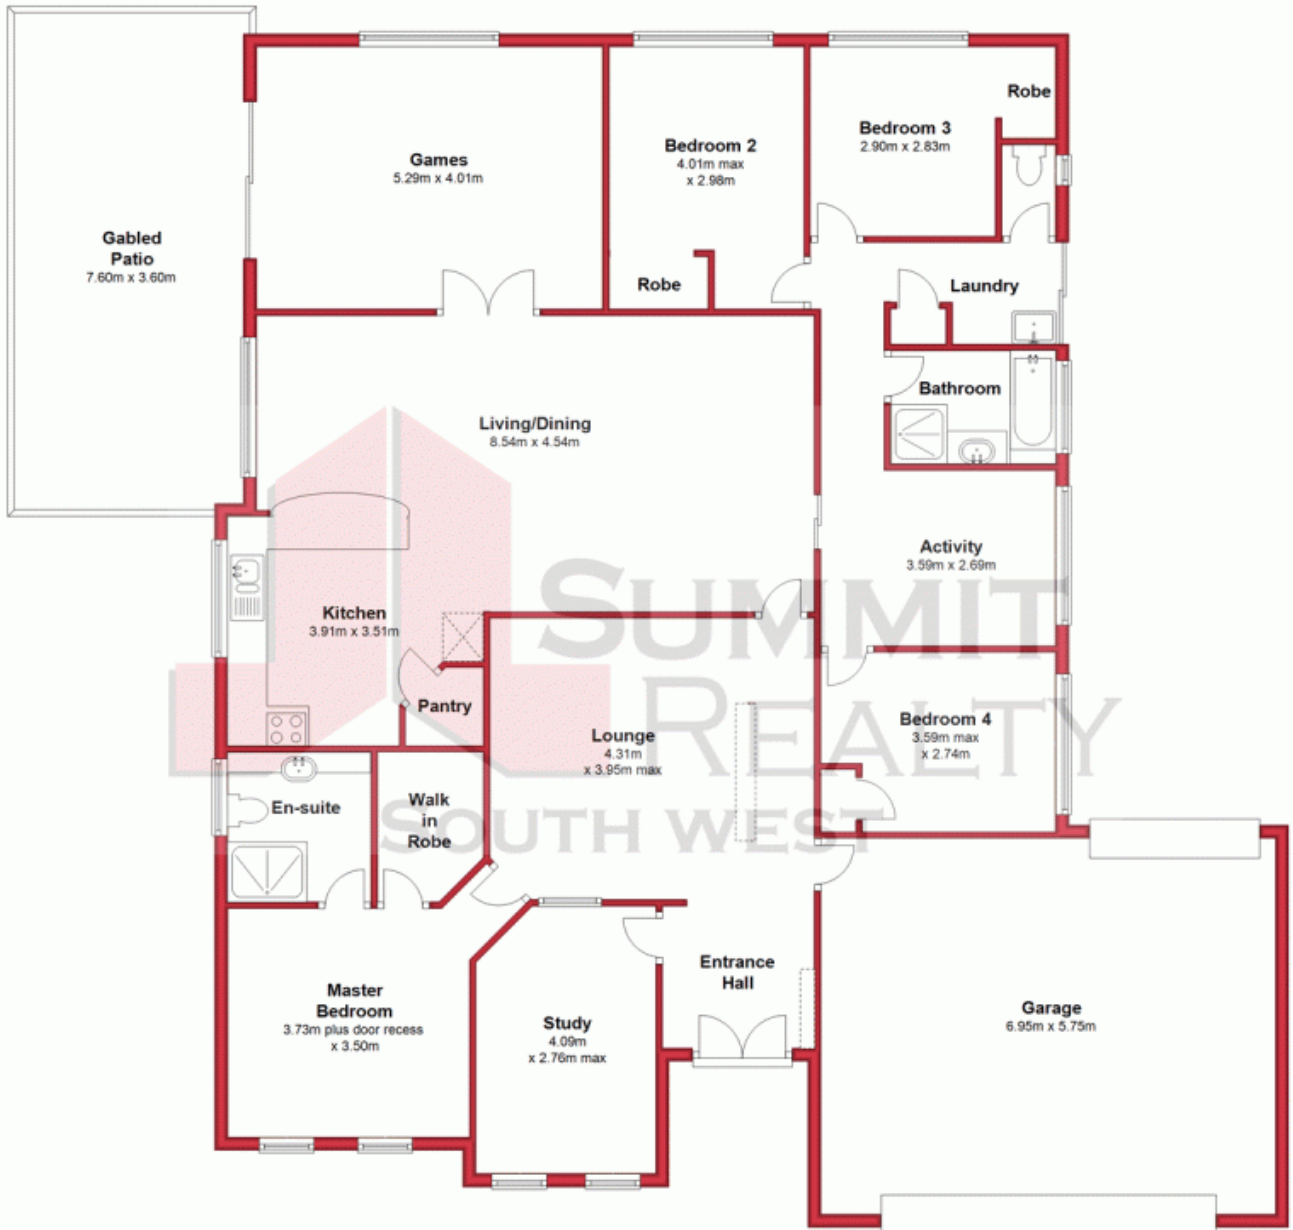 Games
5.29m x 4.01m
Bedroom 2
4.01m max
x 2.98m
Robe
Bedroom 3
2.90m x 2.83m
Robe
Gabled
Patio
7.60m x 3.60m
Laundry
Bathroom
Living/Dining
8.54m x 4.54m
Activity
3.59m x 2.69m
Kitchen
3.91m x 3.51m
Pantry
SUMMIT
REALTY
SOUTH WEST
Lounge
4.31m
x 3.95m max
Bedroom 4
3.59m max
x 2.74m
En-suite
Walk
in
Robe
Entrance
Hall
Master
Bedroom
3.73m plus door recess
x 3.50m
Study
4.09m
x 2.76m max
Garage
6.95m x 5.75m